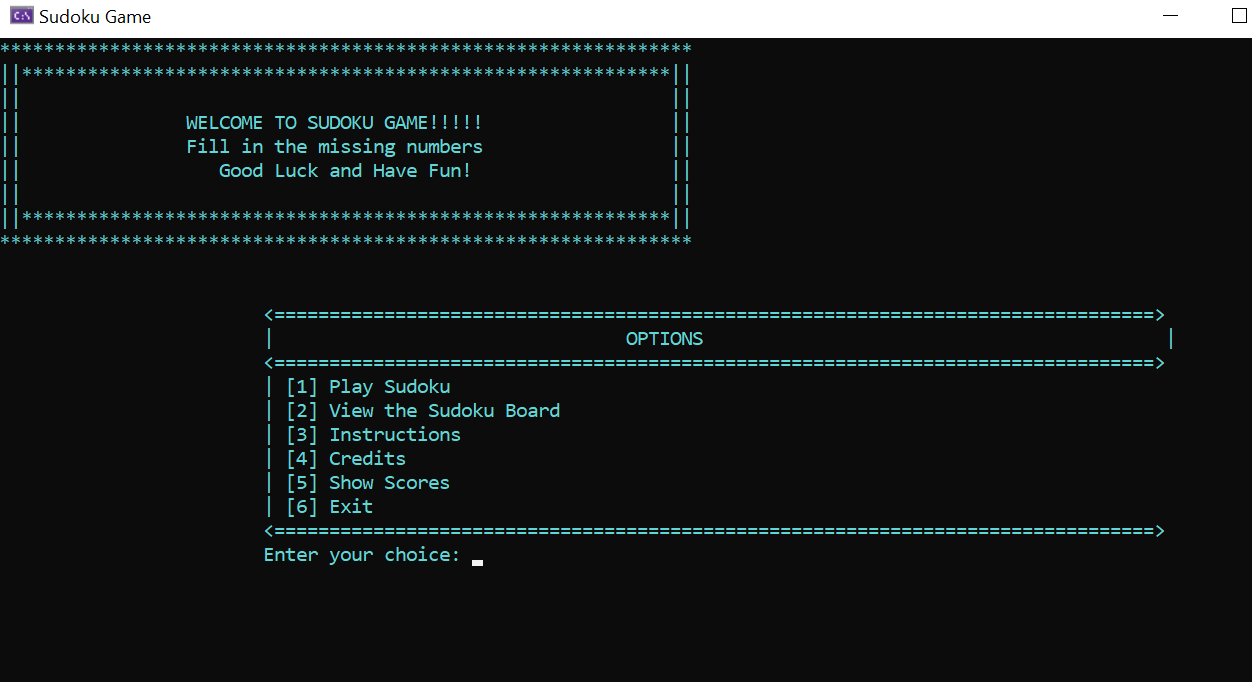 Sudoku Game
***************************************************************
||***********************************************************||
||                                                           ||
||               WELCOME TO SUDOKU GAME!!!!!                 ||
||               Fill in the missing numbers                 ||
||                  Good Luck and Have Fun!                  ||
||                                                           ||
||***********************************************************||
***************************************************************
<================================================================================>
|                                OPTIONS                                          |
<================================================================================>
| [1] Play Sudoku
| [2] View the Sudoku Board
| [3] Instructions
| [4] Credits
| [5] Show Scores
| [6] Exit
<================================================================================>
Enter your choice: